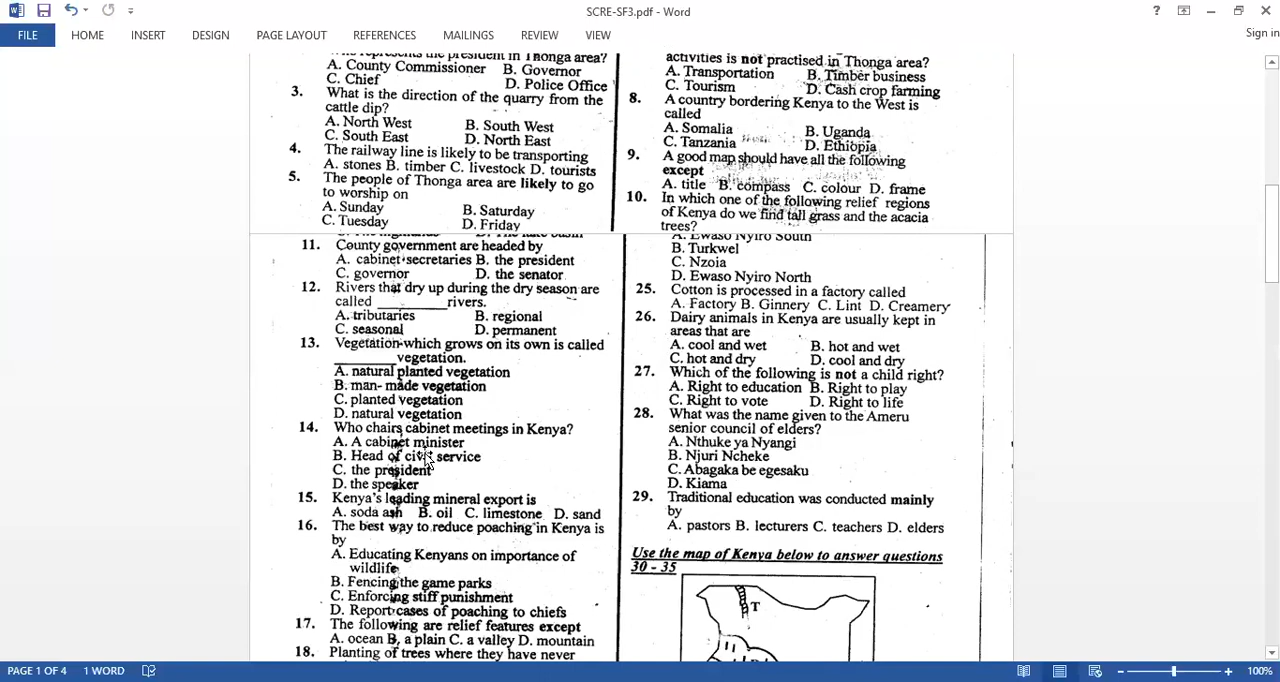 SCRE-SF3.pdf - Word
Sign in
FILE HOME INSERT DESIGN PAGE LAYOUT REFERENCES MAILINGS REVIEW VIEW
the president in Thonga area?
A. County Commissioner B. Governor
C. Chief D. Police Office
3. What is the direction of the quarry from the
cattle dip?
A. North West B. South West
C. South East D. North East
4. The railway line is likely to be transporting
A. stones B. timber C. livestock D. tourists
5. The people of Thonga area are likely to go
to worship on
A. Sunday B. Saturday
C. Tuesday D. Friday
activities is not practised in Thonga area?
A. Transportation B. Timber business
C. Tourism D. Cash crop farming
8. A country bordering Kenya to the West is
called
A. Somalia B. Uganda
C. Tanzania D. Ethiopia
9. A good map should have all the following
except
A. title B. compass C. colour D. frame
10. In which one of the following relief regions
of Kenya do we find tall grass and the acacia
trees?
11. County government are headed by
A. cabinet secretaries B. the president
C. governor D. the senator
12. Rivers that dry up during the dry season are
called _________ rivers.
A. tributaries B. regional
C. seasonal D. permanent
13. Vegetation which grows on its own is called
________ vegetation.
A. natural planted vegetation
B. man- made vegetation
C. planted vegetation
D. natural vegetation
14. Who chairs cabinet meetings in Kenya?
A. A cabinet minister
B. Head of civil service
C. the president
D. the speaker
15. Kenya's leading mineral export is
A. soda ash B. oil C. limestone D. sand
16. The best way to reduce poaching in Kenya is
by
A. Educating Kenyans on importance of
wildlife
B. Fencing the game parks
C. Enforcing stiff punishment
D. Report cases of poaching to chiefs
17. The following are relief features except
A. ocean B. a plain C. a valley D. mountain
18. Planting of trees where they have never
A. Ewaso Nyiro South
B. Turkwel
C. Nzoia
D. Ewaso Nyiro North
25. Cotton is processed in a factory called
A. Factory B. Ginnery C. Lint D. Creamery
26. Dairy animals in Kenya are usually kept in
areas that are
A. cool and wet B. hot and wet
C. hot and dry D. cool and dry
27. Which of the following is not a child right?
A. Right to education B. Right to play
C. Right to vote D. Right to life
28. What was the name given to the Ameru
senior council of elders?
A. Nthuke ya Nyangi
B. Njuri Ncheke
C. Abagaka be egesaku
D. Kiama
29. Traditional education was conducted mainly
by
A. pastors B. lecturers C. teachers D. elders
Use the map of Kenya below to answer questions
30 - 35
T
PAGE 1 OF 4 1 WORD 100%